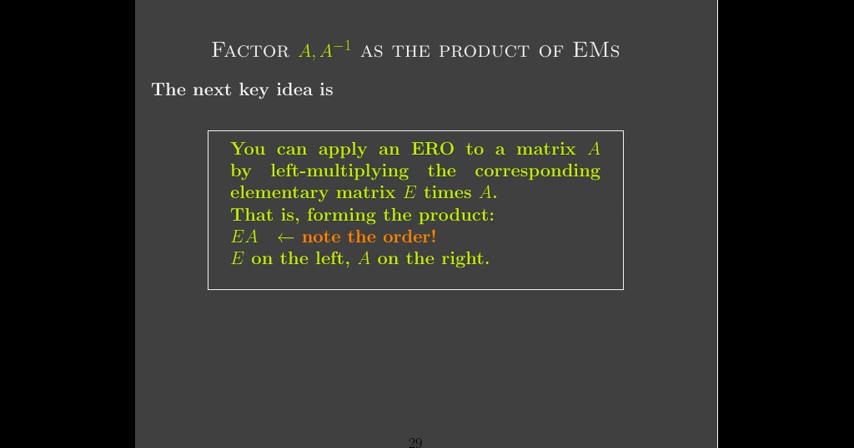 Factor A, A⁻¹ as the product of EMs
The next key idea is
You can apply an ERO to a matrix A
by left-multiplying the corresponding
elementary matrix E times A.
That is, forming the product:
EA ← note the order!
E on the left, A on the right.
29